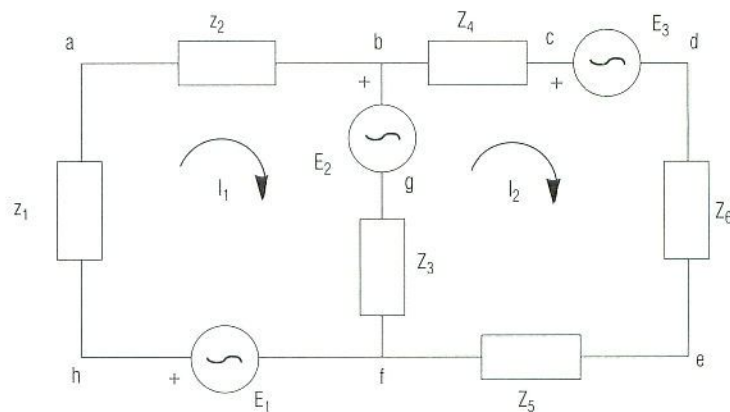 a z₂ b Z₄ c E₃ d
+ +
E₂
z₁ I₁ g I₂ Z₆
Z₃
h + f e
E₁ Z₅